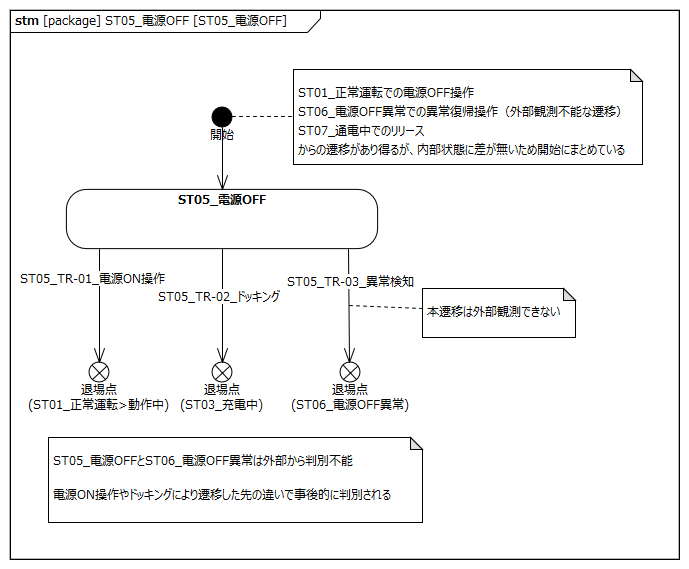 stm [package] ST05_電源OFF [ST05_電源OFF]
ST01_正常運転での電源OFF操作
ST06_電源OFF異常での異常復帰操作（外部観測不能な遷移）
ST07_通電中でのリリース
からの遷移があり得るが、内部状態に差が無いため開始にまとめている
開始
ST05_電源OFF
ST05_TR-01_電源ON操作
ST05_TR-02_ドッキング
ST05_TR-03_異常検知
本遷移は外部観測できない
退場点
(ST01_正常運転>動作中)
退場点
(ST03_充電中)
退場点
(ST06_電源OFF異常)
ST05_電源OFFとST06_電源OFF異常は外部から判別不能
電源ON操作やドッキングにより遷移した先の違いで事後的に判別される